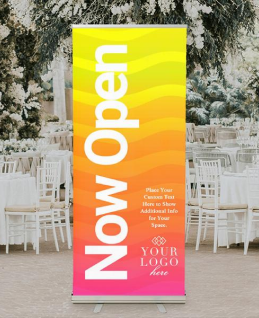 Now Open
Place Your
Custom Text
Here to Show
Additional Info
for Your
Space.
YOUR
LOGO
here